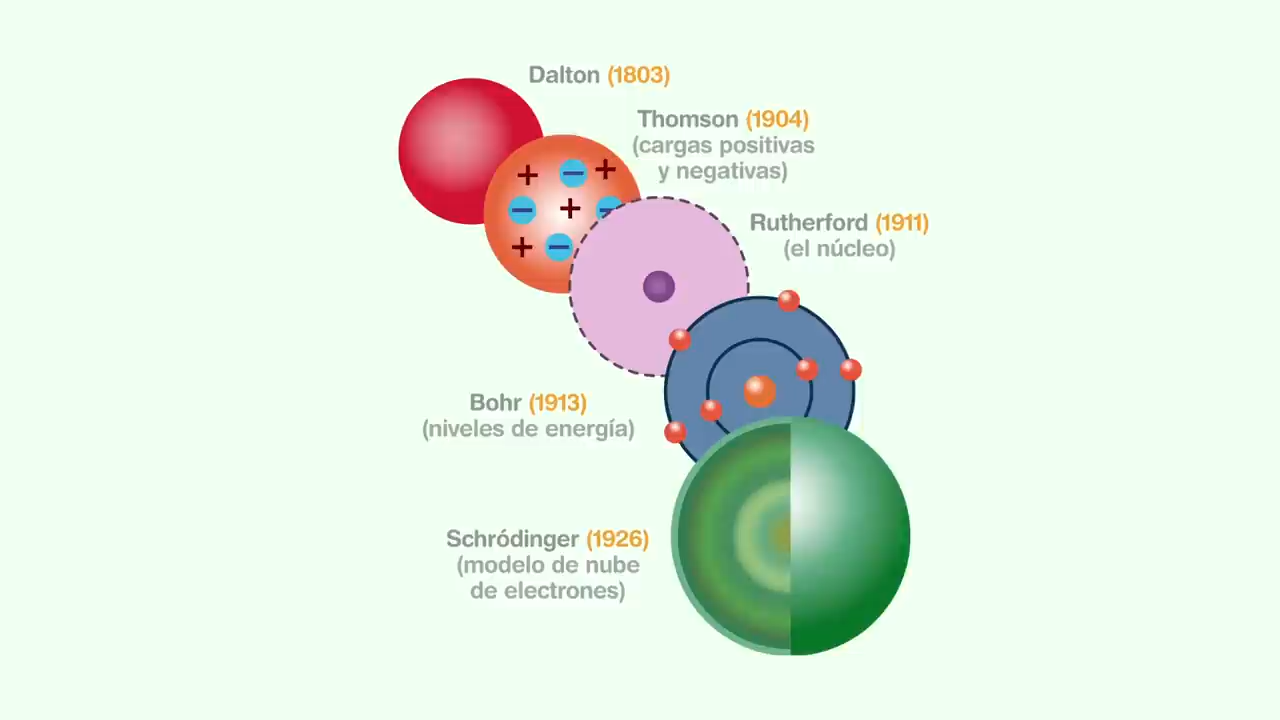 Dalton (1803)
Thomson (1904)
(cargas positivas
y negativas)
Rutherford (1911)
(el núcleo)
Bohr (1913)
(niveles de energía)
Schródinger (1926)
(modelo de nube
de electrones)